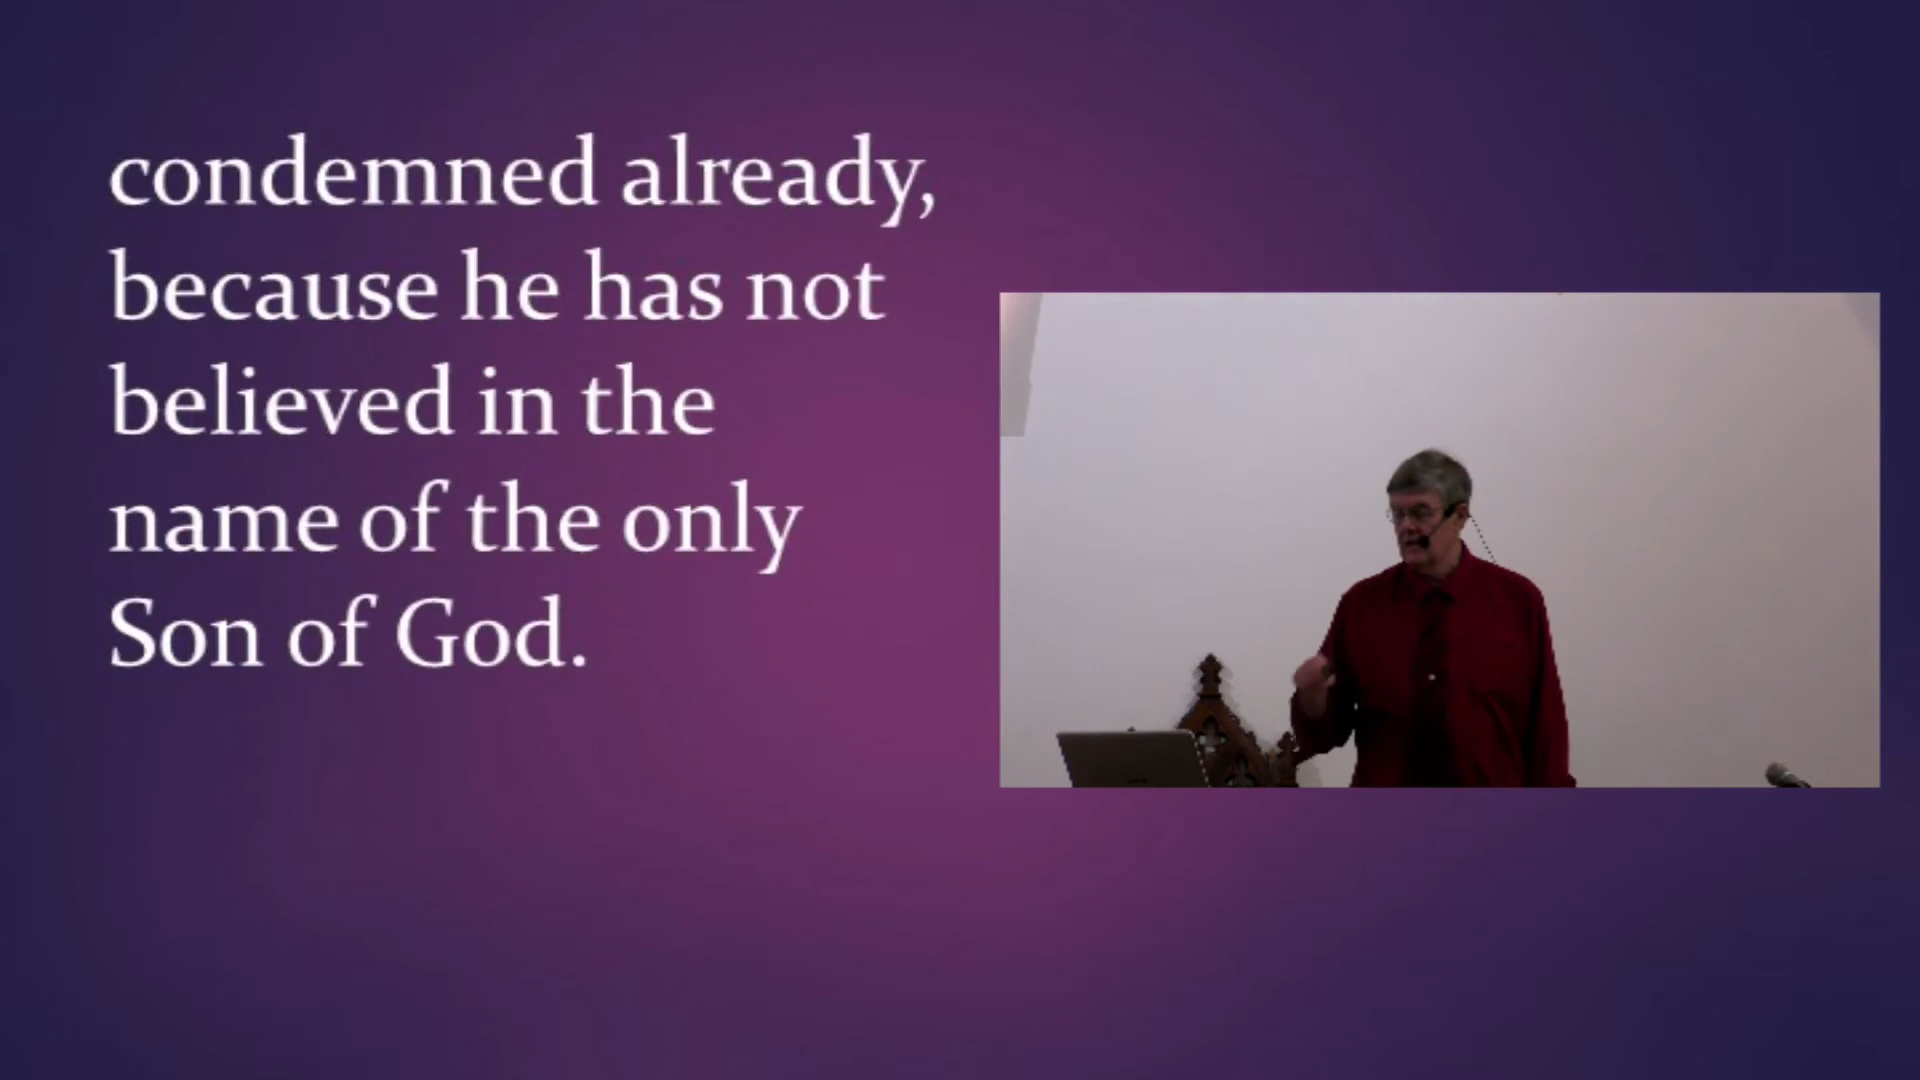 condemned already,
because he has not
believed in the
name of the only
Son of God.